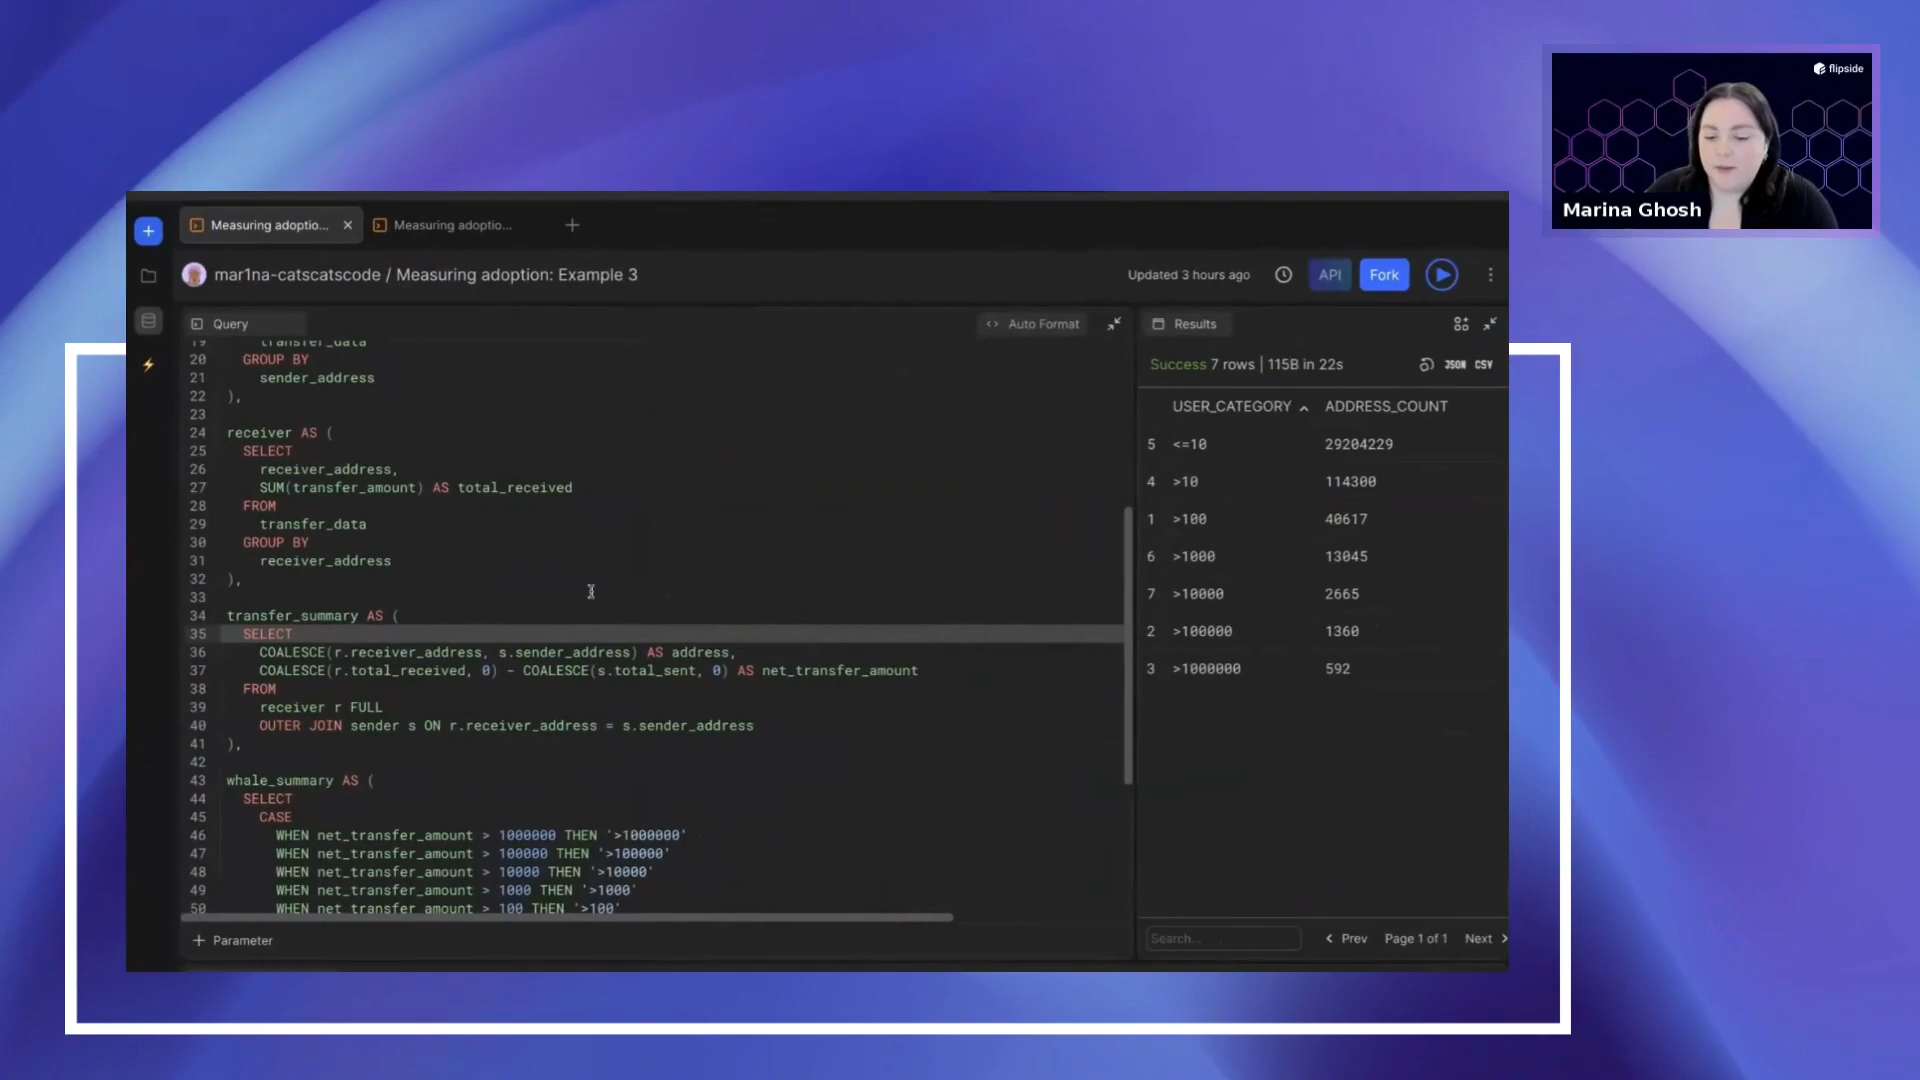 flipside
Marina Ghosh
Measuring adoptio...
Measuring adoptio...
mar1na-catscatscode / Measuring adoption: Example 3
Updated 3 hours ago
API
Fork
Query
Auto Format
Results
19 transfer_data
20 GROUP BY
21 sender_address
22 ),
23
24 receiver AS (
25 SELECT
26 receiver_address,
27 SUM(transfer_amount) AS total_received
28 FROM
29 transfer_data
30 GROUP BY
31 receiver_address
32 ),
33
34 transfer_summary AS (
35 SELECT
36 COALESCE(r.receiver_address, s.sender_address) AS address,
37 COALESCE(r.total_received, 0) - COALESCE(s.total_sent, 0) AS net_transfer_amount
38 FROM
39 receiver r FULL
40 OUTER JOIN sender s ON r.receiver_address = s.sender_address
41 ),
42
43 whale_summary AS (
44 SELECT
45 CASE
46 WHEN net_transfer_amount > 1000000 THEN '>1000000'
47 WHEN net_transfer_amount > 100000 THEN '>100000'
48 WHEN net_transfer_amount > 10000 THEN '>10000'
49 WHEN net_transfer_amount > 1000 THEN '>1000'
50 WHEN net_transfer_amount > 100 THEN '>100'
+ Parameter
Success 7 rows | 115B in 22s
JSON CSV
USER_CATEGORY ADDRESS_COUNT
5 <=10 29204229
4 >10 114300
1 >100 40617
6 >1000 13045
7 >10000 2665
2 >100000 1360
3 >1000000 592
Search...
Prev Page 1 of 1 Next